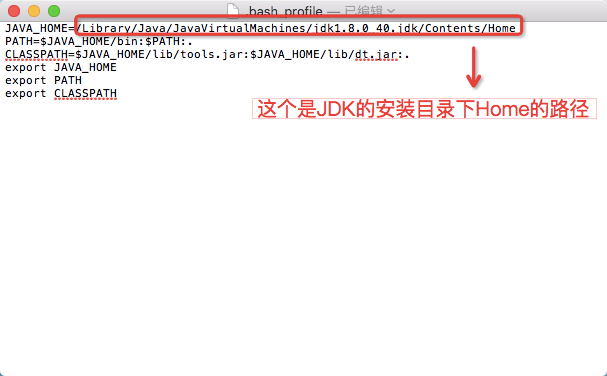 .bash_profile — 已编辑
JAVA_HOME=/Library/Java/JavaVirtualMachines/jdk1.8.0_40.jdk/Contents/Home
PATH=$JAVA_HOME/bin:$PATH:.
CLASSPATH=$JAVA_HOME/lib/tools.jar:$JAVA_HOME/lib/dt.jar:.
export JAVA_HOME
export PATH
export CLASSPATH
这个是JDK的安装目录下Home的路径